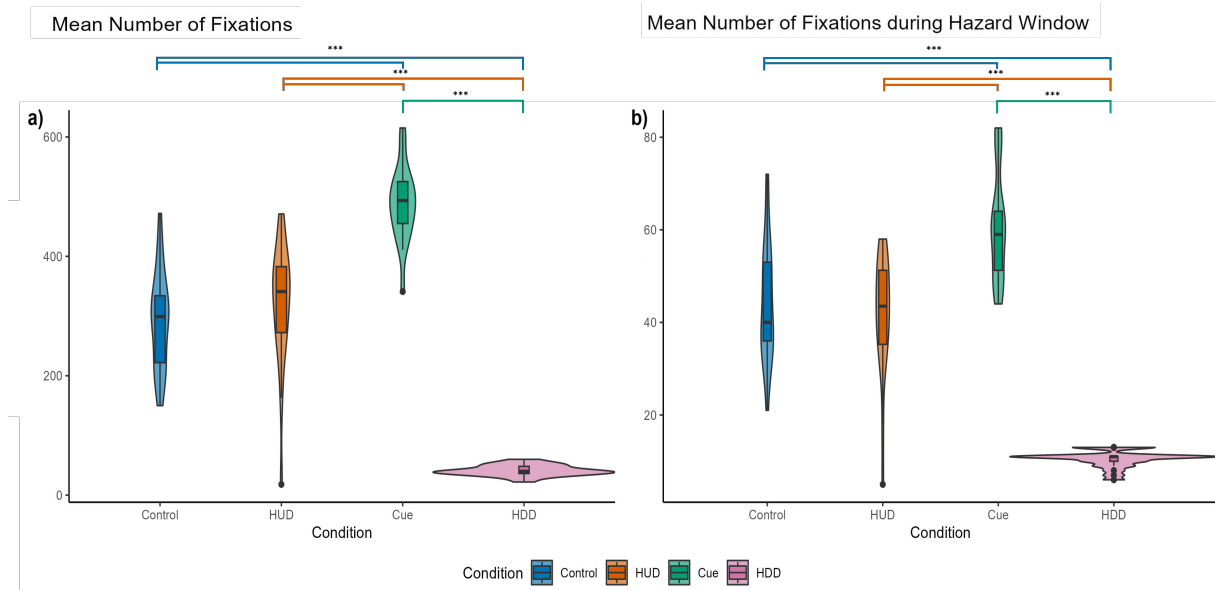 Mean Number of Fixations
Mean Number of Fixations during Hazard Window
***
***
***
***
***
***
a)
b)
600
400
200
0
Control
HUD
Cue
HDD
Condition
80
60
40
20
Control
HUD
Cue
HDD
Condition
Condition Control HUD Cue HDD